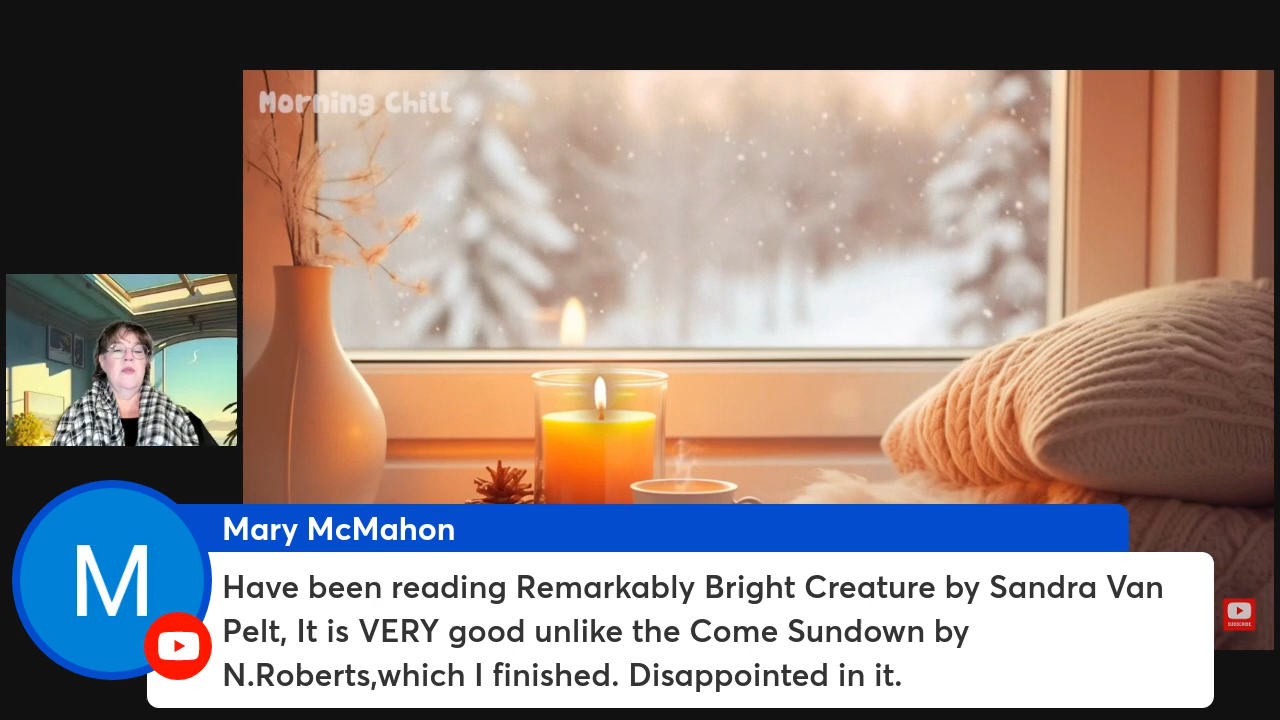 Morning Chill
M
Mary McMahon
Have been reading Remarkably Bright Creature by Sandra Van
Pelt, It is VERY good unlike the Come Sundown by
N.Roberts,which I finished. Disappointed in it.
SUBSCRIBE